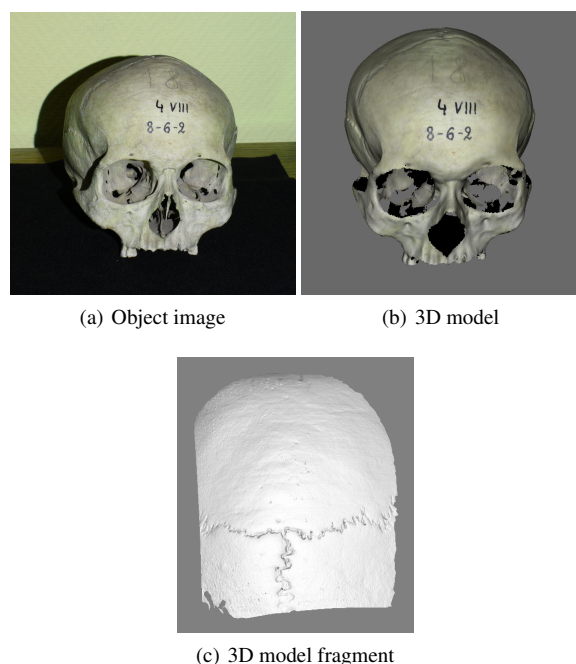 18
4 VIII
8-6-2
(a) Object image
18
4 VIII
8-6-2
(b) 3D model
(c) 3D model fragment